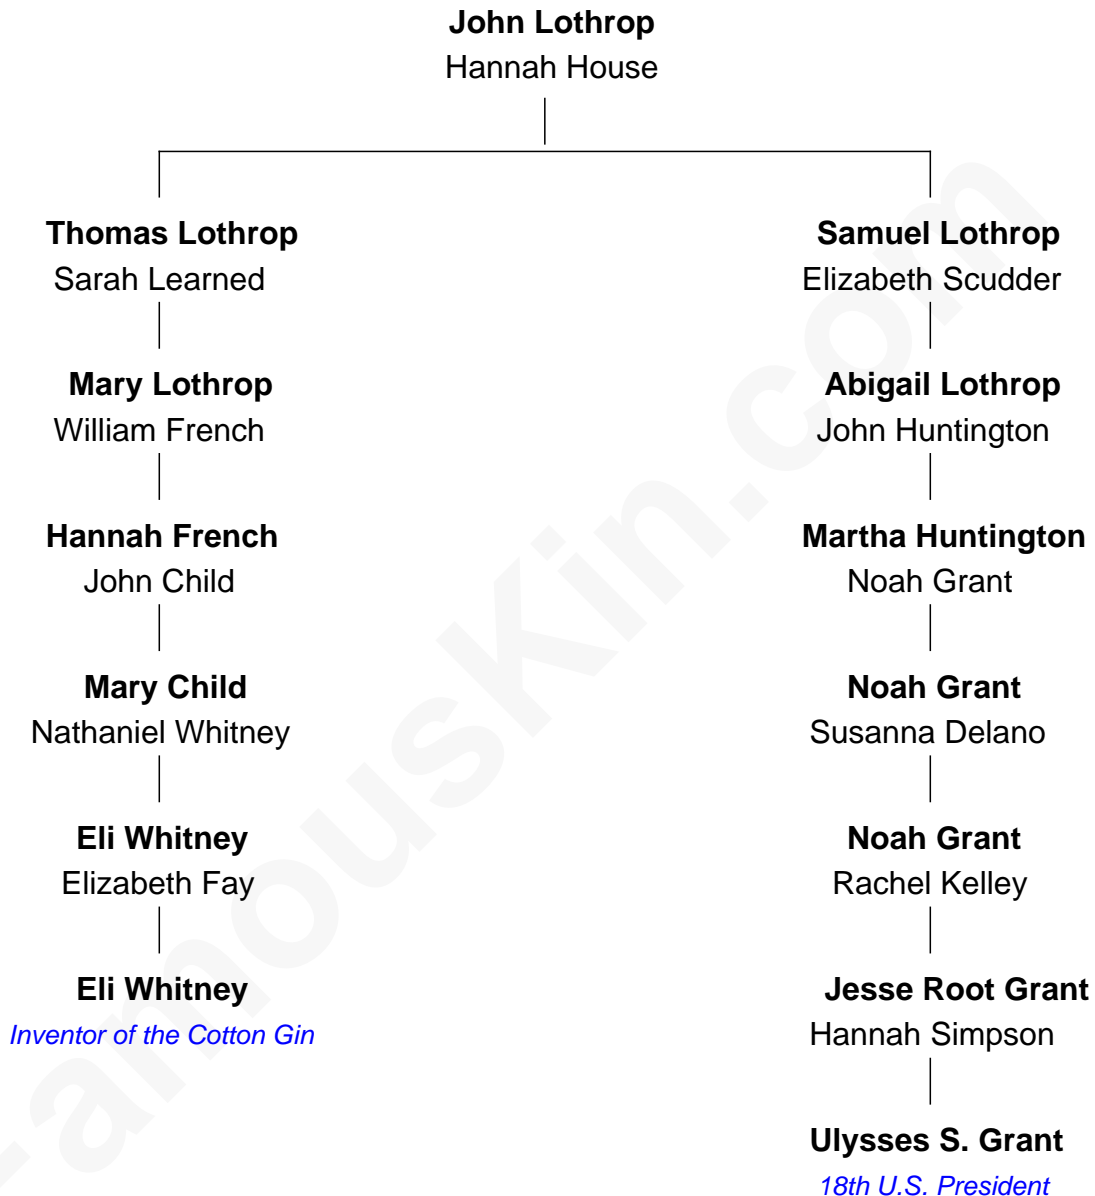 John Lothrop
Hannah House
Thomas Lothrop
Sarah Learned
Samuel Lothrop
Elizabeth Scudder
Mary Lothrop
William French
Abigail Lothrop
John Huntington
Hannah French
John Child
Martha Huntington
Noah Grant
Mary Child
Nathaniel Whitney
Noah Grant
Susanna Delano
Eli Whitney
Elizabeth Fay
Noah Grant
Rachel Kelley
Eli Whitney
Inventor of the Cotton Gin
Jesse Root Grant
Hannah Simpson
Ulysses S. Grant
18th U.S. President
FamousKin.com